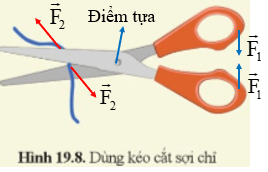 F⃗₂
Điểm tựa
F⃗₁
F⃗₂
F⃗₁
Hình 19.8. Dùng kéo cắt sợi chỉ